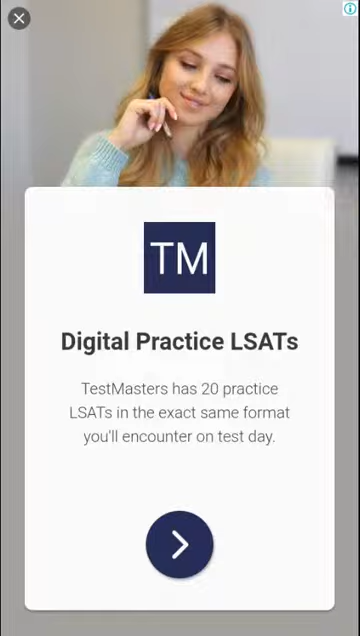 TM
Digital Practice LSATs
TestMasters has 20 practice
LSATs in the exact same format
you'll encounter on test day.